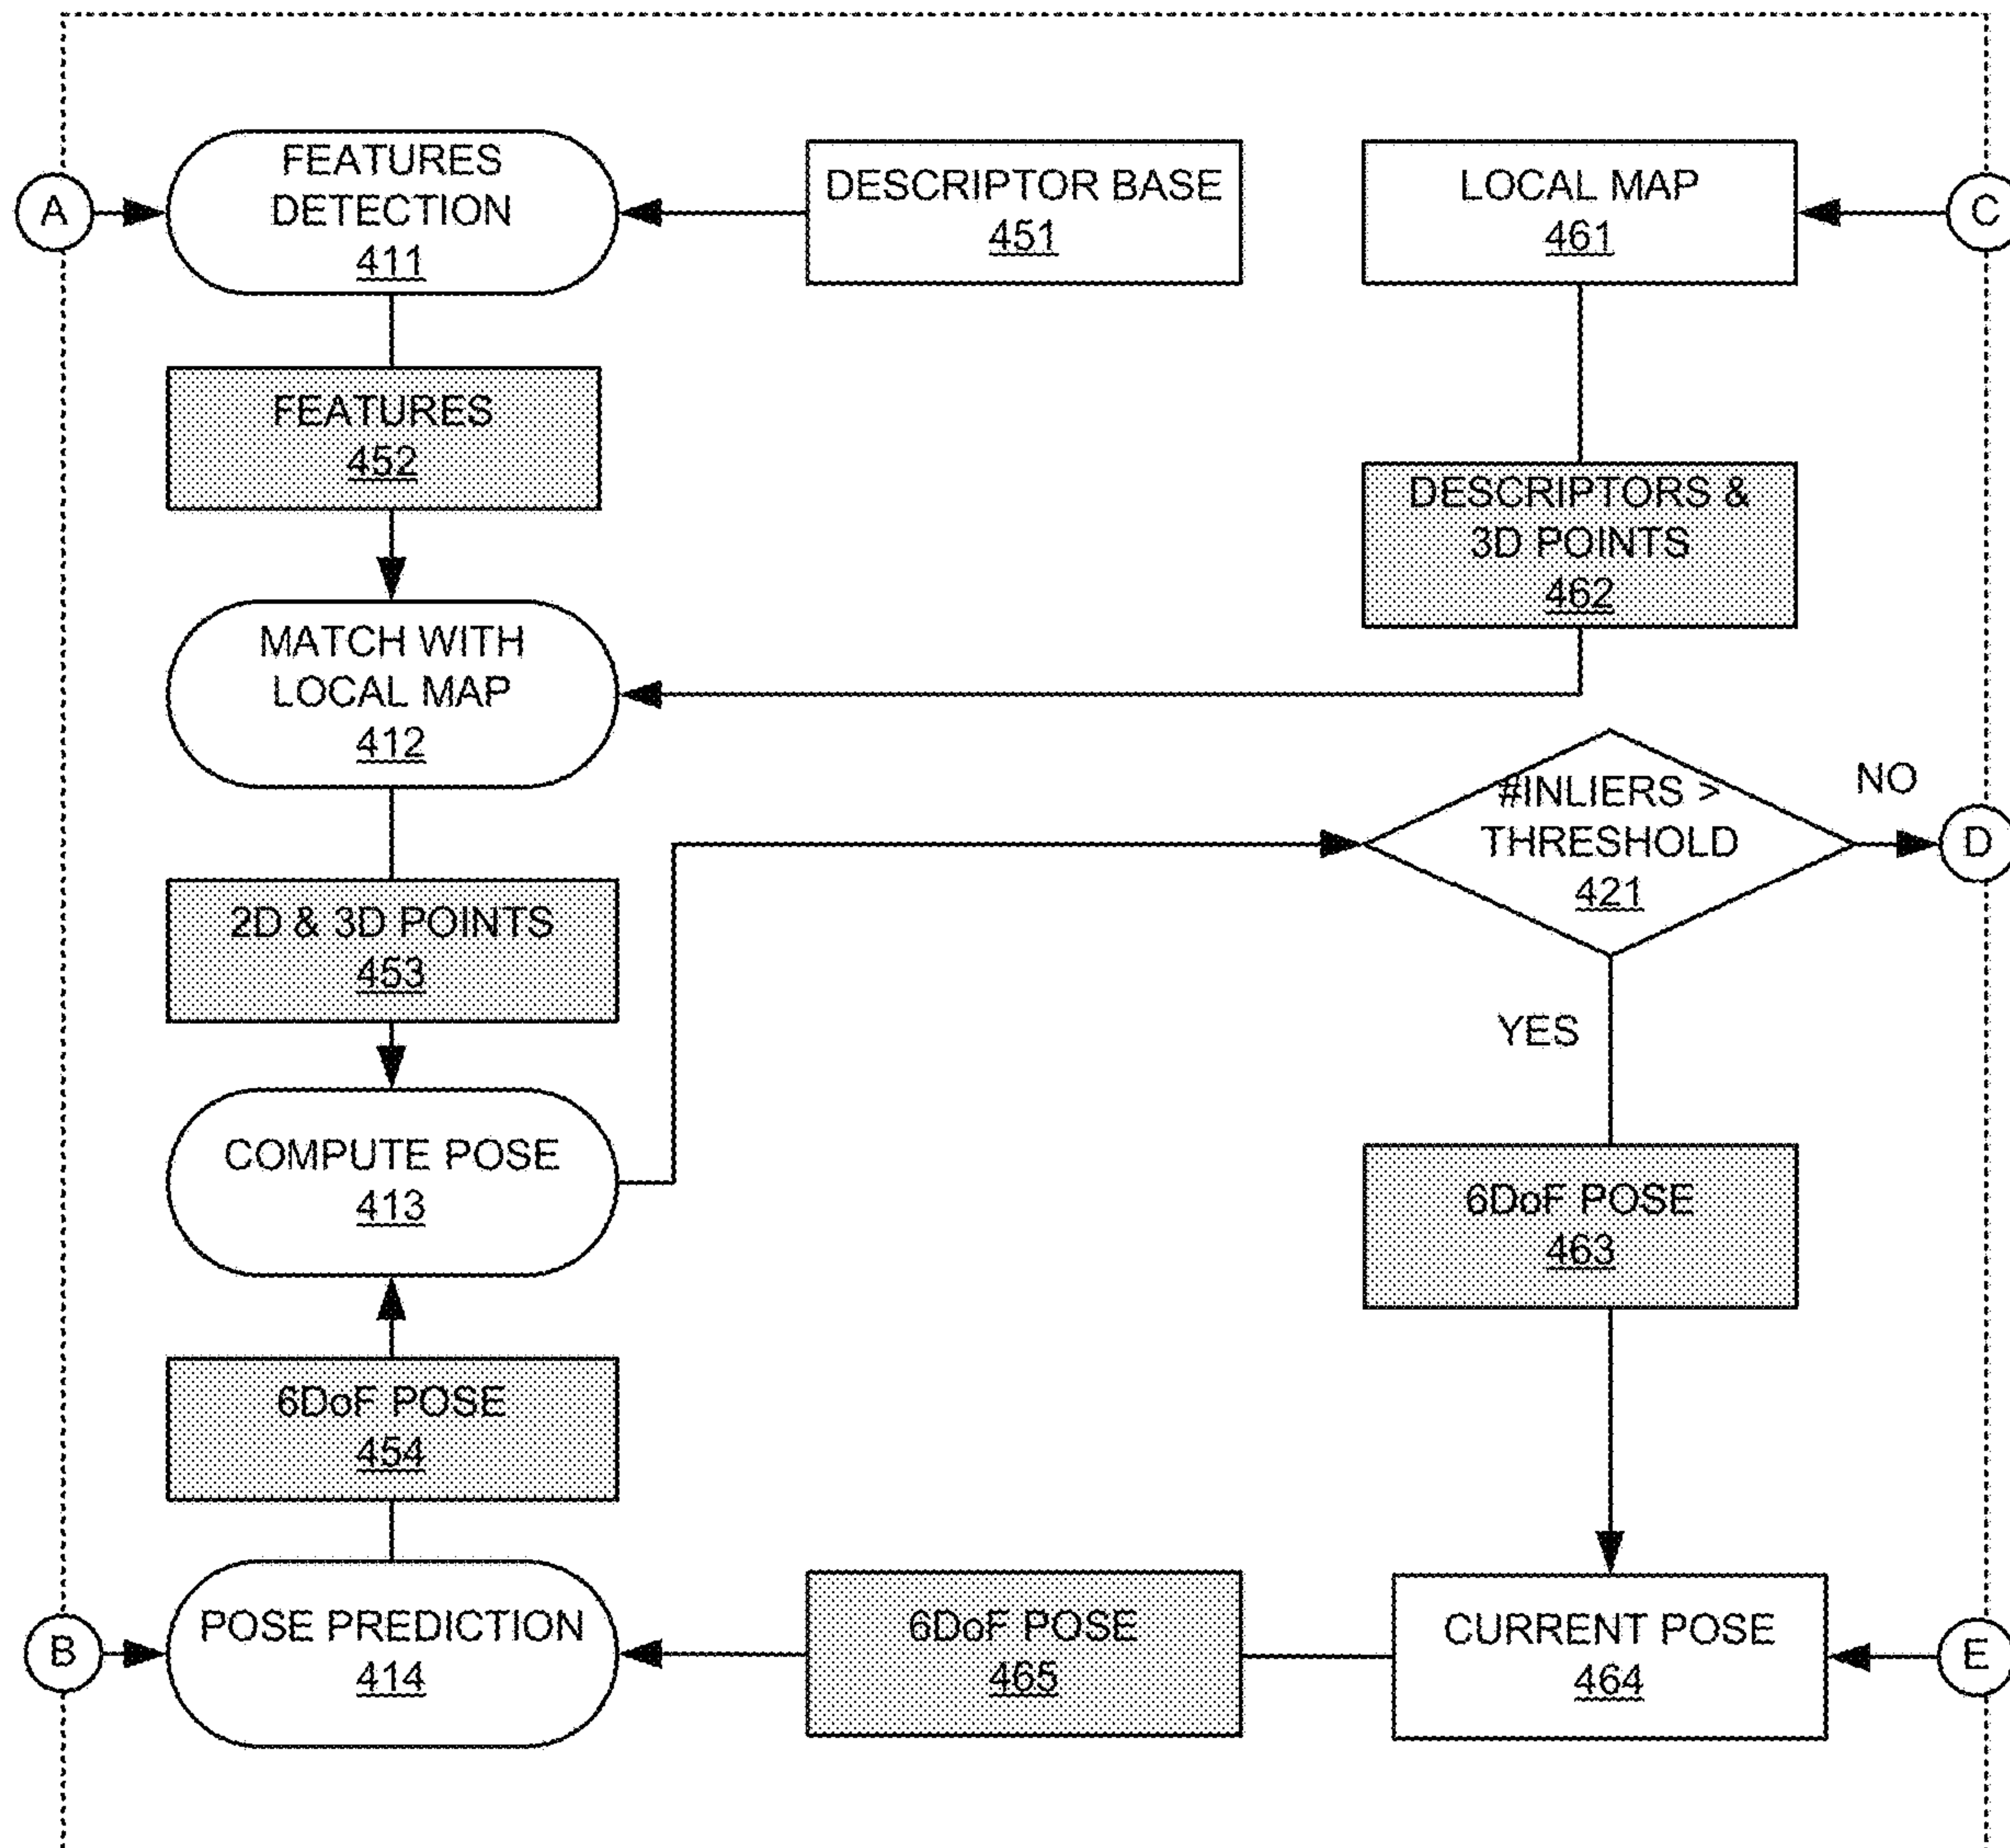 A
FEATURES
DETECTION
411
DESCRIPTOR BASE
451
LOCAL MAP
461
C
FEATURES
452
DESCRIPTORS &
3D POINTS
462
MATCH WITH
LOCAL MAP
412
#INLIERS >
THRESHOLD
421
NO
D
2D & 3D POINTS
453
YES
COMPUTE POSE
413
6DoF POSE
463
6DoF POSE
454
B
POSE PREDICTION
414
6DoF POSE
465
CURRENT POSE
464
E